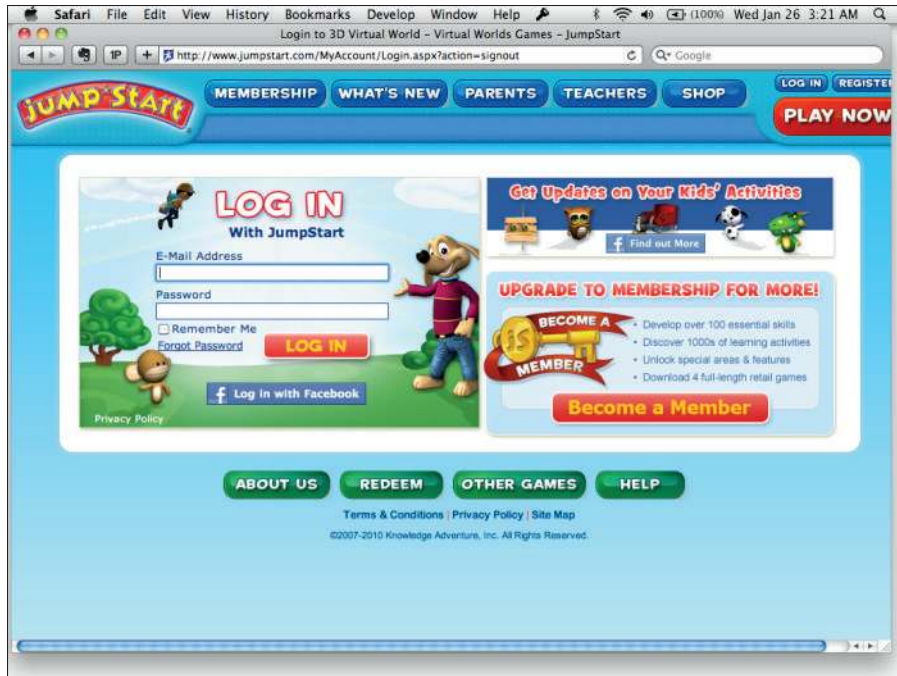 Safari File Edit View History Bookmarks Develop Window Help (100%) Wed Jan 26 3:21 AM
Login to 3D Virtual World – Virtual Worlds Games – JumpStart
1P + http://www.jumpstart.com/MyAccount/Login.aspx?action=signout Google
JUMPSTART
MEMBERSHIP WHAT'S NEW PARENTS TEACHERS SHOP
LOG IN REGISTER
PLAY NOW
LOG IN
With JumpStart
E-Mail Address
Password
Remember Me
Forgot Password LOG IN
f Log in with Facebook
Privacy Policy
Get Updates on Your Kids' Activities
f Find out More
UPGRADE TO MEMBERSHIP FOR MORE!
BECOME A
JS
MEMBER
• Develop over 100 essential skills
• Discover 1000s of learning activities
• Unlock special areas & features
• Download 4 full-length retail games
Become a Member
ABOUT US REDEEM OTHER GAMES HELP
Terms & Conditions | Privacy Policy | Site Map
©2007-2010 Knowledge Adventure, Inc. All Rights Reserved.